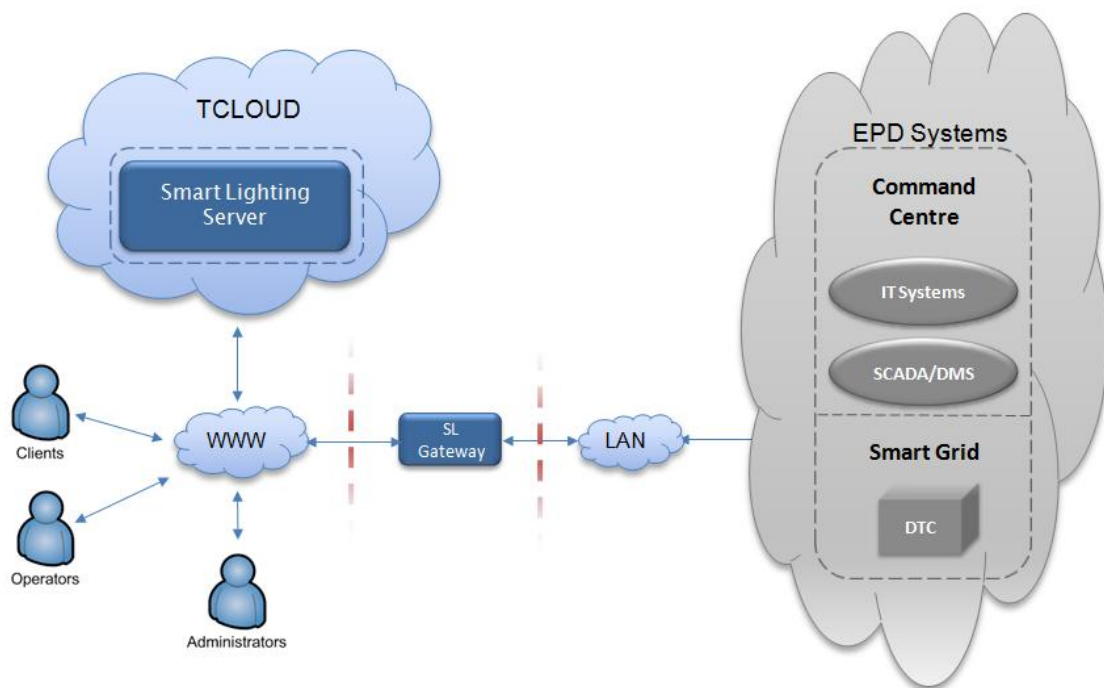 TCLOUD
Smart Lighting
Server
EPD Systems
Command
Centre
IT Systems
SCADA/DMS
Clients
WWW
SL
Gateway
LAN
Smart Grid
DTC
Operators
Administrators